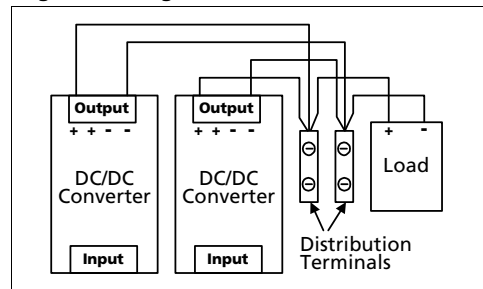 Output
+ + - -
DC/DC
Converter
Input
Output
+ + - -
DC/DC
Converter
Input
+ -
Load
Distribution
Terminals